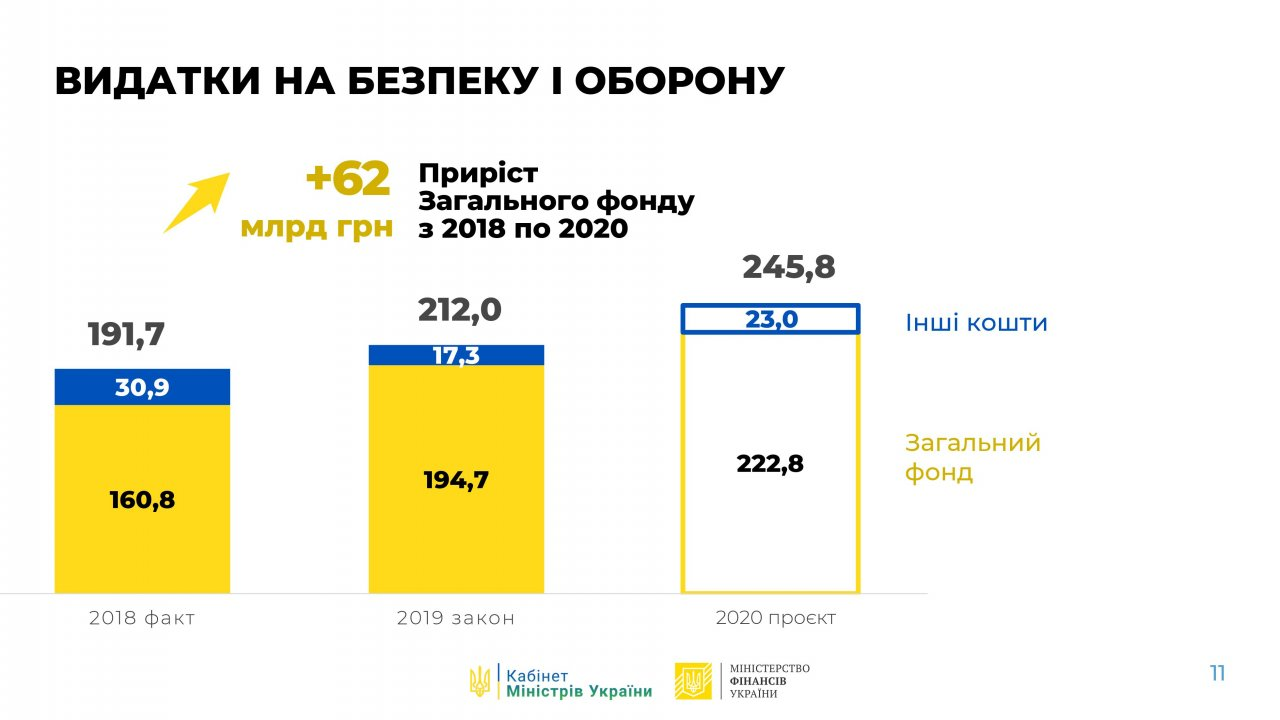 ВИДАТКИ НА БЕЗПЕКУ І ОБОРОНУ
+62
млрд грн
Приріст
Загального фонду
з 2018 по 2020
191,7
212,0
245,8
30,9
17,3
23,0
Інші кошти
160,8
194,7
222,8
Загальний
фонд
2018 факт
2019 закон
2020 проєкт
Кабінет
Міністрів України
МІНІСТЕРСТВО
ФІНАНСІВ
УКРАЇНИ
11